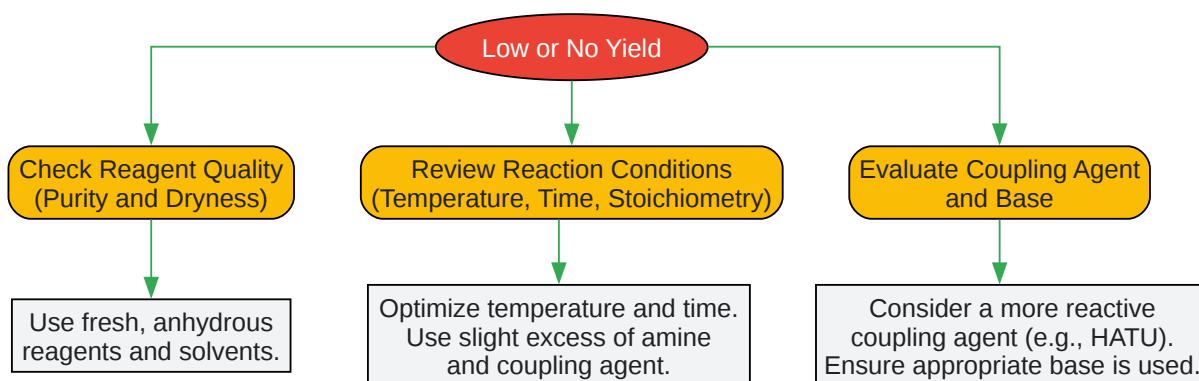 Low or No Yield
Check Reagent Quality
(Purity and Dryness)
Review Reaction Conditions
(Temperature, Time, Stoichiometry)
Evaluate Coupling Agent
and Base
Use fresh, anhydrous
reagents and solvents.
Optimize temperature and time.
Use slight excess of amine
and coupling agent.
Consider a more reactive
coupling agent (e.g., HATU).
Ensure appropriate base is used.